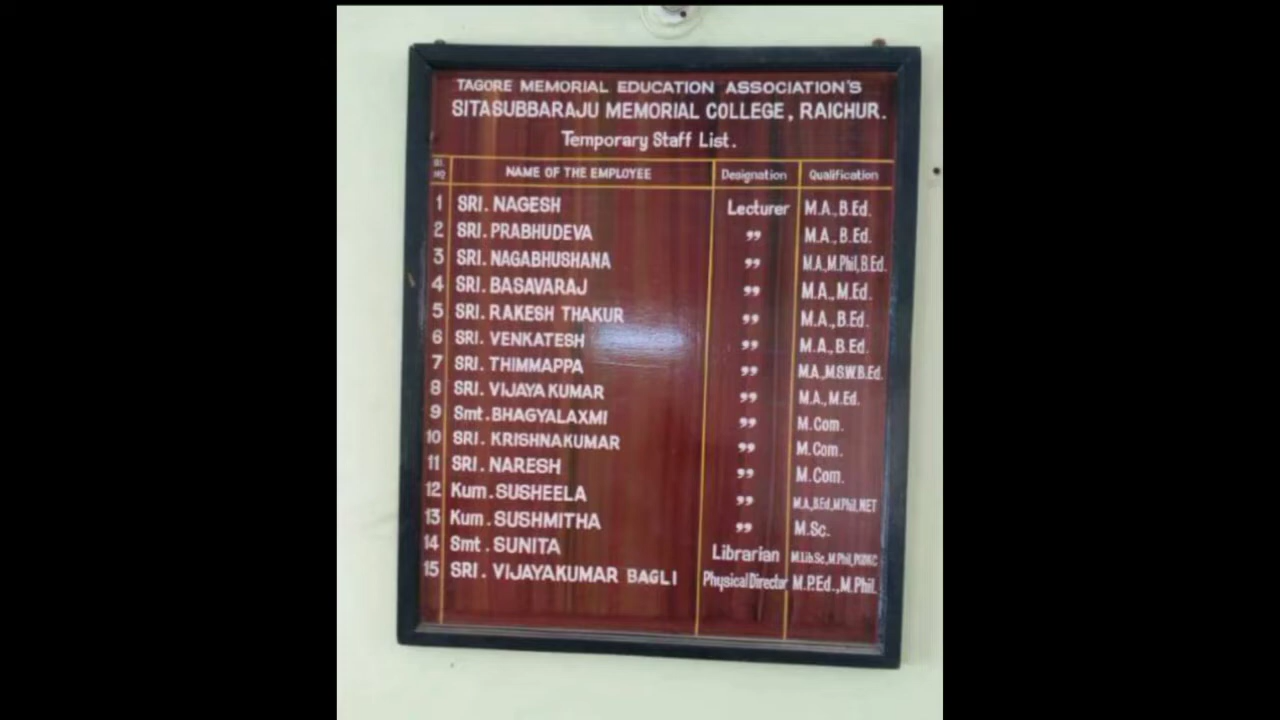 TAGORE MEMORIAL EDUCATION ASSOCIATION'S
SITASUBBARAJU MEMORIAL COLLEGE, RAICHUR.
Temporary Staff List.
Sl. NO NAME OF THE EMPLOYEE Designation Qualification
1 SRI. NAGESH Lecturer M.A., B.Ed.
2 SRI. PRABHUDEVA " M.A., B.Ed.
3 SRI. NAGABHUSHANA " M.A., M.Phil, B.Ed.
4 SRI. BASAVARAJ " M.A., M.Ed.
5 SRI. RAKESH THAKUR " M.A., B.Ed.
6 SRI. VENKATESH " M.A., B.Ed.
7 SRI. THIMMAPPA " M.A., M.S.W. B.Ed.
8 SRI. VIJAYA KUMAR " M.A., M.Ed.
9 Smt. BHAGYALAXMI " M.Com.
10 SRI. KRISHNAKUMAR " M.Com.
11 SRI. NARESH " M.Com.
12 Kum. SUSHEELA " M.A., B.Ed., M.Phil, NET
13 Kum. SUSHMITHA " M.Sc.
14 Smt. SUNITA Librarian M.Lib.Sc., M.Phil,
15 SRI. VIJAYAKUMAR BAGLI Physical Director M.P.Ed., M.Phil.